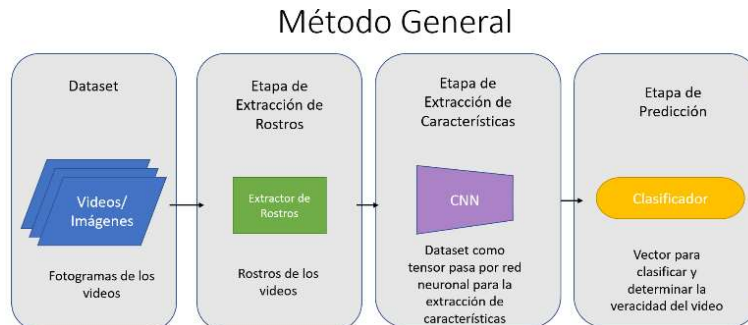 Método General
Dataset
Videos/
Imágenes
Fotogramas de los
videos
Etapa de
Extracción de
Rostros
Extractor de
Rostros
Rostros de los
videos
Etapa de
Extracción de
Características
CNN
Dataset como
tensor pasa por red
neuronal para la
extracción de
características
Etapa de
Predicción
Clasificador
Vector para
clasificar y
determinar la
veracidad del video